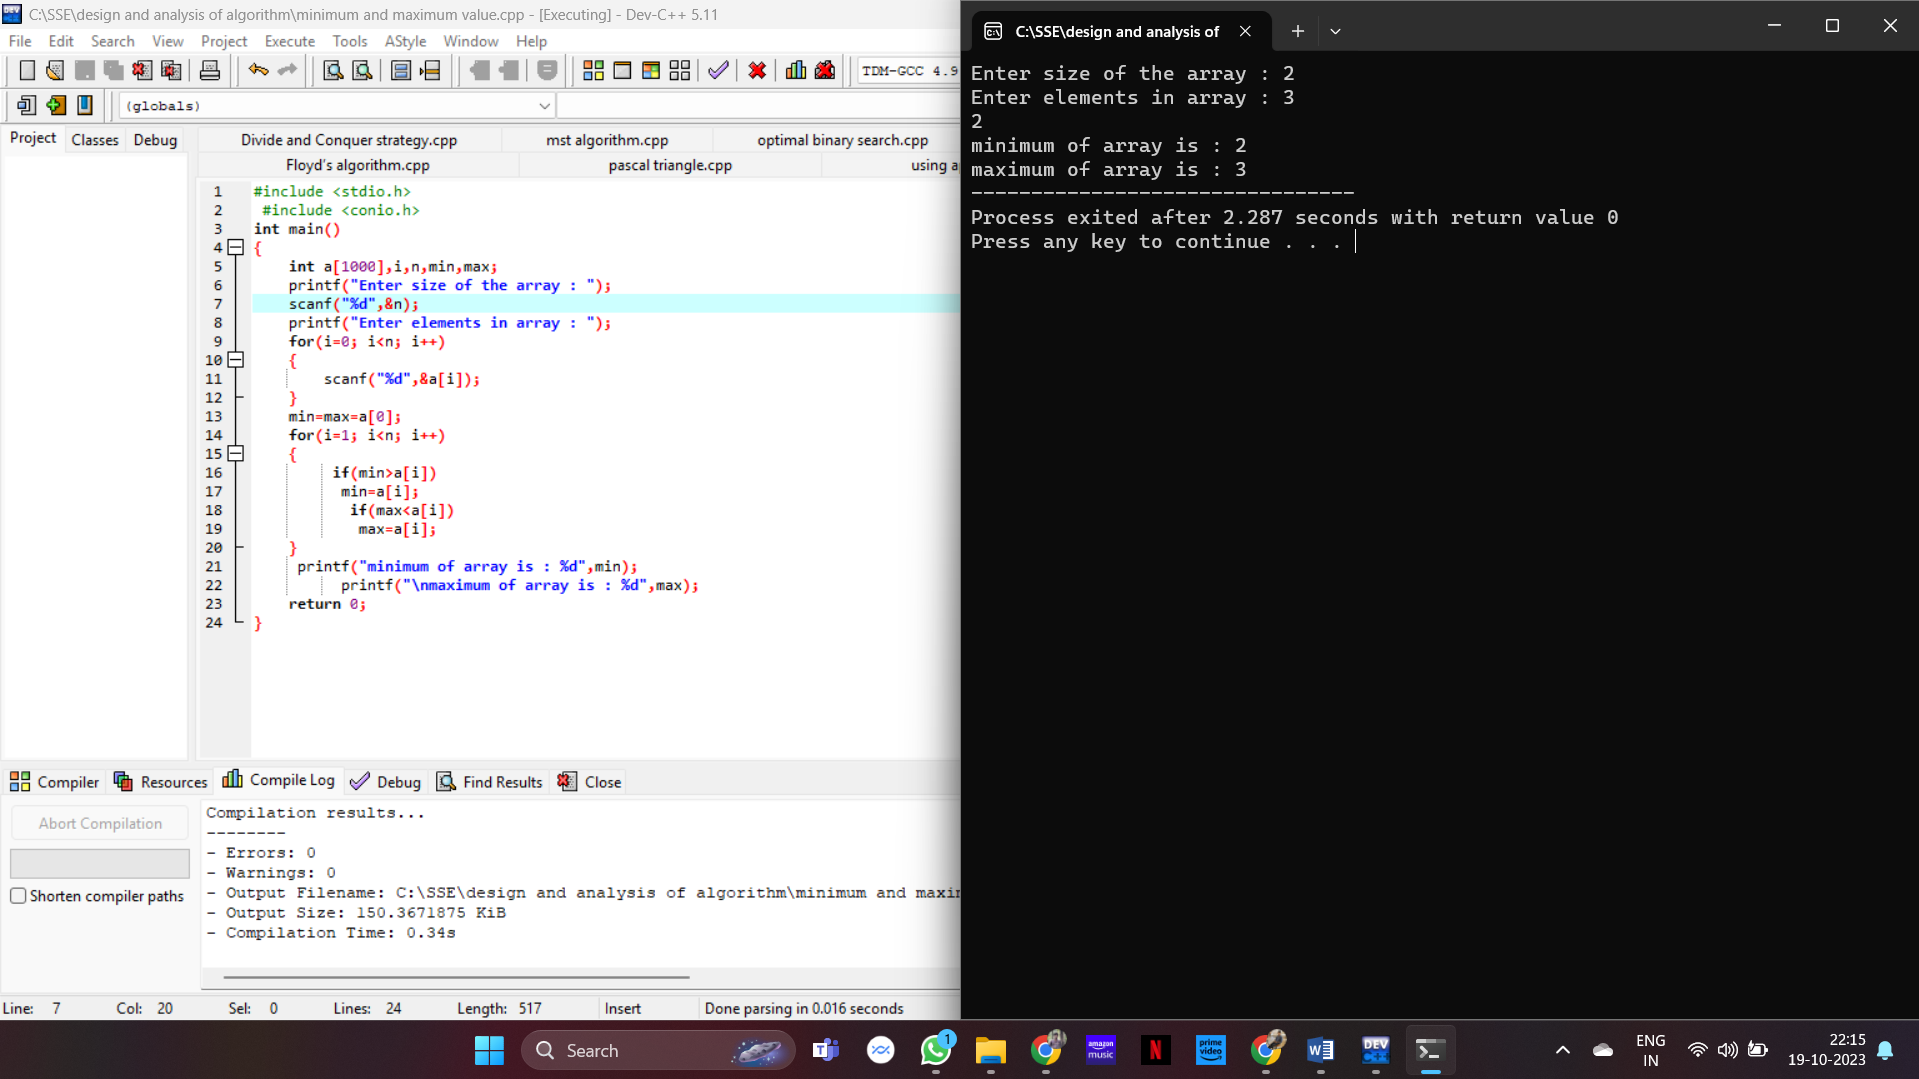 C:\SSE\design and analysis of algorithm\minimum and maximum value.cpp - [Executing] - Dev-C++ 5.11
File Edit Search View Project Execute Tools AStyle Window Help
TDM-GCC 4.9
(globals)
Project Classes Debug
Divide and Conquer strategy.cpp mst algorithm.cpp optimal binary search.cpp
Floyd's algorithm.cpp pascal triangle.cpp using a
1 #include <stdio.h>
2 #include <conio.h>
3 int main()
4 {
5 int a[1000],i,n,min,max;
6 printf("Enter size of the array : ");
7 scanf("%d",&n);
8 printf("Enter elements in array : ");
9 for(i=0; i<n; i++)
10 {
11 scanf("%d",&a[i]);
12 }
13 min=max=a[0];
14 for(i=1; i<n; i++)
15 {
16 if(min>a[i])
17 min=a[i];
18 if(max<a[i])
19 max=a[i];
20 }
21 printf("minimum of array is : %d",min);
22 printf("\nmaximum of array is : %d",max);
23 return 0;
24 }
Compiler Resources Compile Log Debug Find Results Close
Abort Compilation
Shorten compiler paths
Compilation results...
--------
- Errors: 0
- Warnings: 0
- Output Filename: C:\SSE\design and analysis of algorithm\minimum and maxi
- Output Size: 150.3671875 KiB
- Compilation Time: 0.34s
Line: 7 Col: 20 Sel: 0 Lines: 24 Length: 517 Insert Done parsing in 0.016 seconds
C:\SSE\design and analysis of
Enter size of the array : 2
Enter elements in array : 3
2
minimum of array is : 2
maximum of array is : 3
--------------------------------
Process exited after 2.287 seconds with return value 0
Press any key to continue . . .
Search
1
amazon music
N
prime video
W
DEV C++
ENG
IN
22:15
19-10-2023